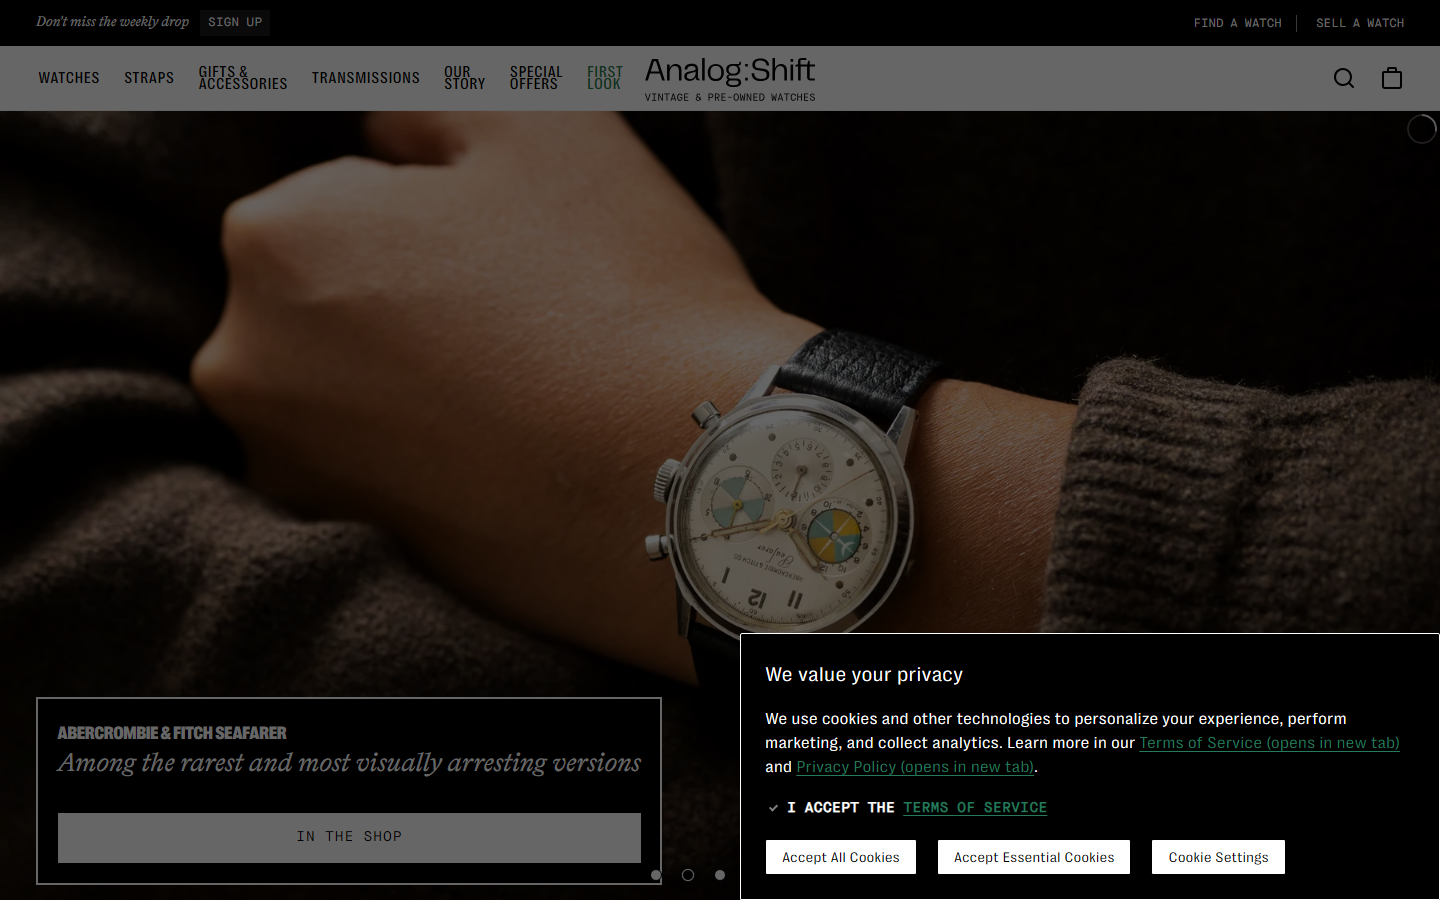 Don't miss the weekly drop SIGN UP
FIND A WATCH SELL A WATCH
WATCHES STRAPS GIFTS & ACCESSORIES TRANSMISSIONS OUR STORY SPECIAL OFFERS FIRST LOOK
Analog:Shift
VINTAGE & PRE-OWNED WATCHES
ABERCROMBIE & FITCH SEAFARER
Among the rarest and most visually arresting versions
IN THE SHOP
We value your privacy
We use cookies and other technologies to personalize your experience, perform
marketing, and collect analytics. Learn more in our Terms of Service (opens in new tab)
and Privacy Policy (opens in new tab).
I ACCEPT THE TERMS OF SERVICE
Accept All Cookies Accept Essential Cookies Cookie Settings